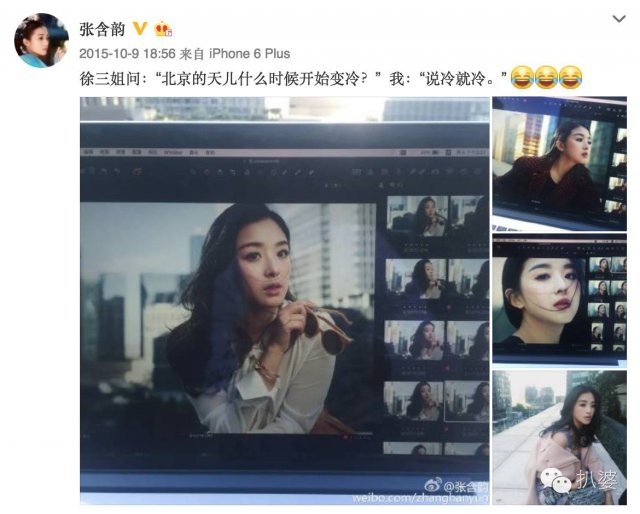 张含韵
2015-10-9 18:56 来自 iPhone 6 Plus
徐三姐问：“北京的天儿什么时候开始变冷？”我：“说冷就冷。”😂😂😂
Window
@张含韵
weibo.com/zhanghanyun
扒婆